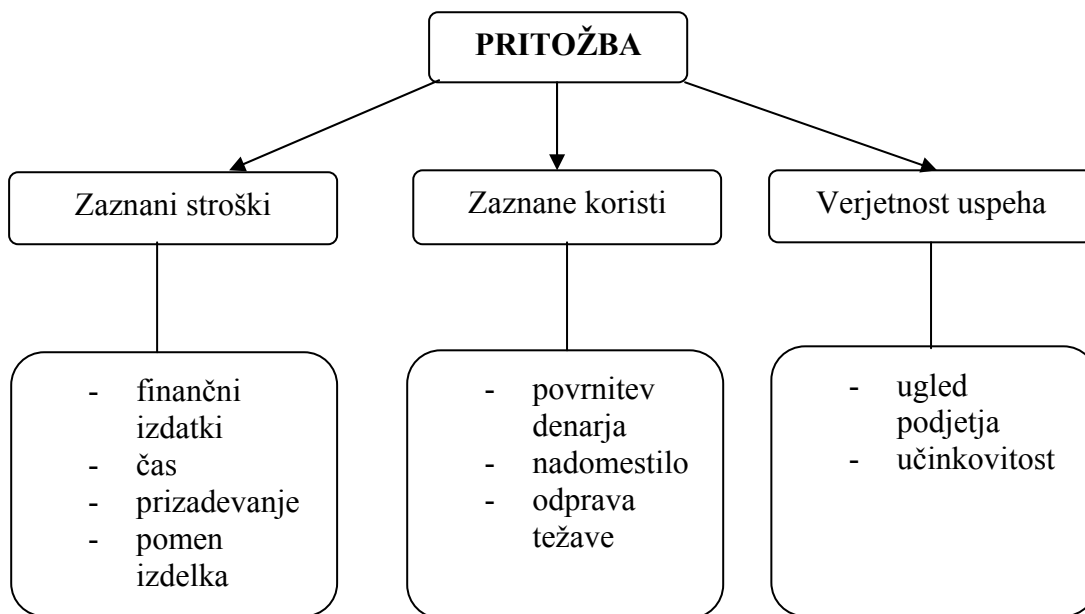 PRITOŽBA
Zaznani stroški
Zaznane koristi
Verjetnost uspeha
- finančni
izdatki
- čas
- prizadevanje
- pomen
izdelka
- povrnitev
denarja
- nadomestilo
- odprava
težave
- ugled
podjetja
- učinkovitost